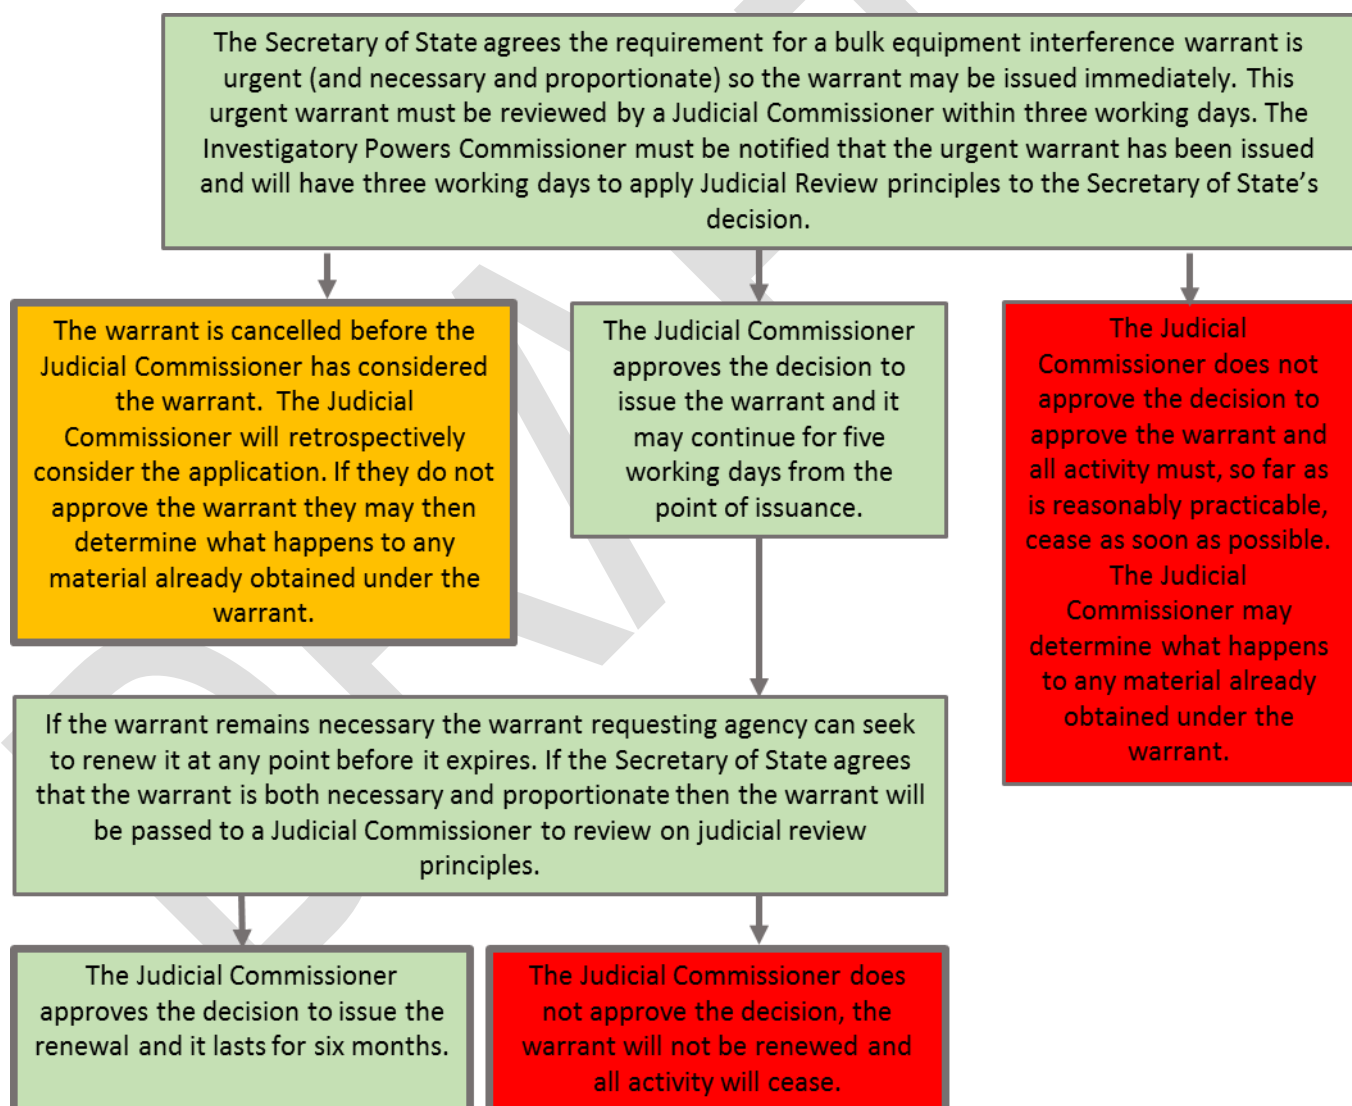 The Secretary of State agrees the requirement for a bulk equipment interference warrant is
urgent (and necessary and proportionate) so the warrant may be issued immediately. This
urgent warrant must be reviewed by a Judicial Commissioner within three working days. The
Investigatory Powers Commissioner must be notified that the urgent warrant has been issued
and will have three working days to apply Judicial Review principles to the Secretary of State's
decision.
The warrant is cancelled before the
Judicial Commissioner has considered
the warrant. The Judicial
Commissioner will retrospectively
consider the application. If they do not
approve the warrant they may then
determine what happens to any
material already obtained under the
warrant.
The Judicial Commissioner
approves the decision to
issue the warrant and it
may continue for five
working days from the
point of issuance.
The Judicial
Commissioner does not
approve the decision to
approve the warrant and
all activity must, so far as
is reasonably practicable,
cease as soon as possible.
The Judicial
Commissioner may
determine what happens
to any material already
obtained under the
warrant.
If the warrant remains necessary the warrant requesting agency can seek
to renew it at any point before it expires. If the Secretary of State agrees
that the warrant is both necessary and proportionate then the warrant will
be passed to a Judicial Commissioner to review on judicial review
principles.
The Judicial Commissioner
approves the decision to issue the
renewal and it lasts for six months.
The Judicial Commissioner does
not approve the decision, the
warrant will not be renewed and
all activity will cease.